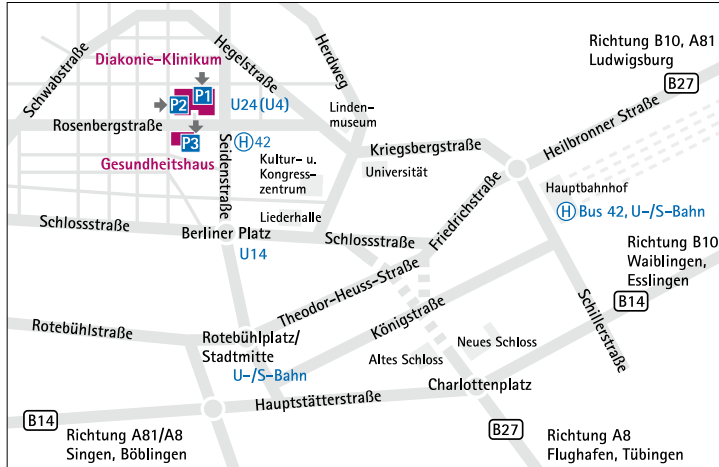 Schwabstraße
Diakonie-Klinikum
Hegelstraße
Herdweg
Richtung B10, A81
Ludwigsburg
B27
P1
P2
U24 (U4)
Linden-
museum
Rosenbergstraße
P3
H 42
Seidenstraße
Gesundheitshaus
Kultur- u.
Kongress-
zentrum
Kriegsbergstraße
Universität
Heilbronner Straße
Friedrichstraße
Hauptbahnhof
H Bus 42, U-/S-Bahn
Liederhalle
Schlossstraße
Berliner Platz
Schlossstraße
U14
Richtung B10
Waiblingen,
Esslingen
B14
Theodor-Heuss-Straße
Königstraße
Schillerstraße
Rotebühlstraße
Rotebühlplatz/
Stadtmitte
U-/S-Bahn
Neues Schloss
Altes Schloss
Charlottenplatz
Hauptstätterstraße
B14
Richtung A81/A8
Singen, Böblingen
B27
Richtung A8
Flughafen, Tübingen